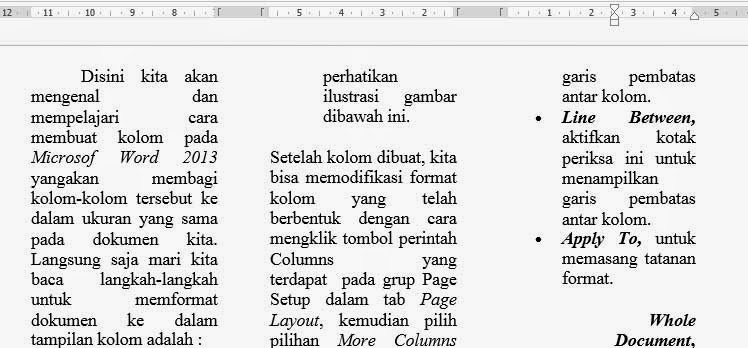 12 11 10 9 8 5 4 3 2 1 1 2 3 4 5
Disini kita akan
mengenal dan
mempelajari cara
membuat kolom pada
Microsof Word 2013
yangakan membagi
kolom-kolom tersebut ke
dalam ukuran yang sama
pada dokumen kita.
Langsung saja mari kita
baca langkah-langkah
untuk memformat
dokumen ke dalam
tampilan kolom adalah :
perhatikan
ilustrasi gambar
dibawah ini.
Setelah kolom dibuat, kita
bisa memodifikasi format
kolom yang telah
berbentuk dengan cara
mengklik tombol perintah
Columns yang
terdapat pada grup Page
Setup dalam tab Page
Layout, kemudian pilih
pilihan More Columns
garis pembatas
antar kolom.
• Line Between,
aktifkan kotak
periksa ini untuk
menampilkan
garis pembatas
antar kolom.
• Apply To, untuk
memasang tatanan
format.
Whole
Document,